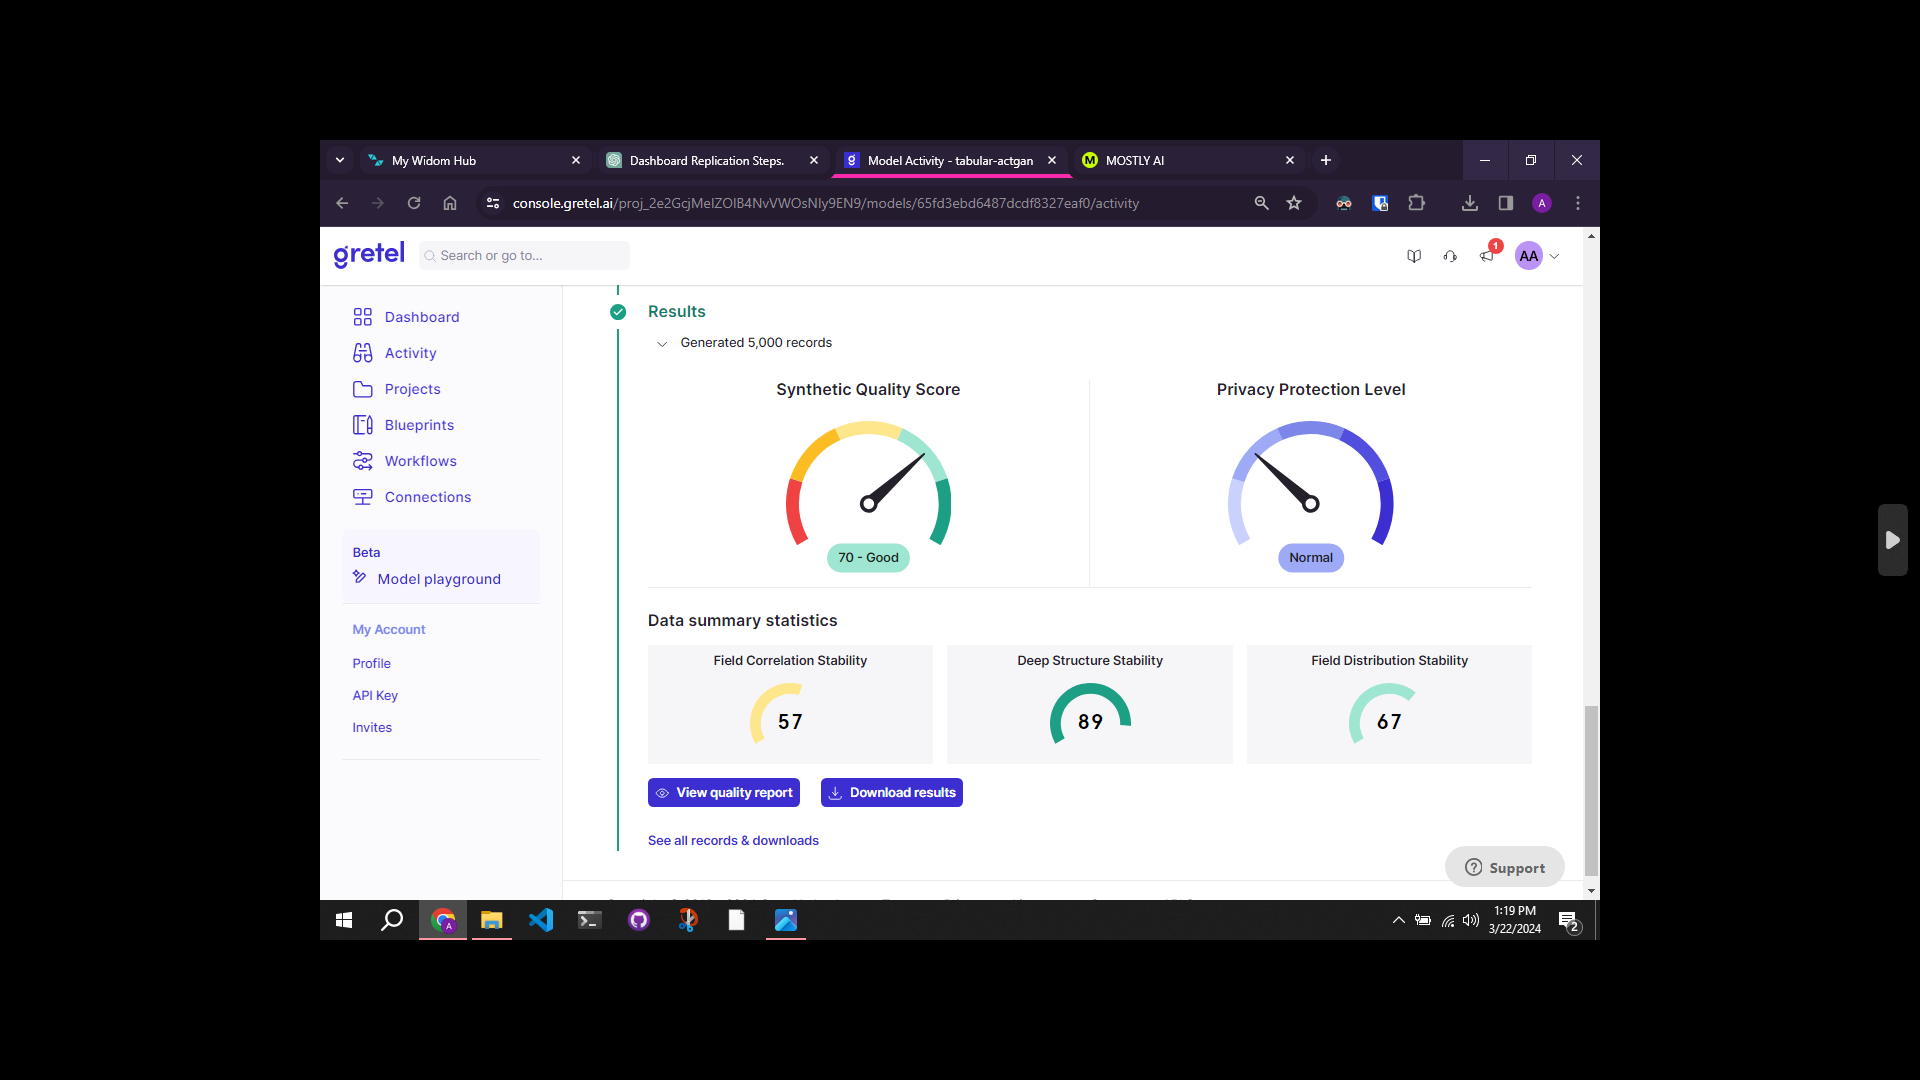 My Widom Hub
Dashboard Replication Steps.
g Model Activity - tabular-actgan
M MOSTLY AI
console.gretel.ai/proj_2e2GcjMeIZOIB4NvVWOsNIy9EN9/models/65fd3ebd6487dcdf8327eaf0/activity
A
gretel
Search or go to...
1
AA
Dashboard
Activity
Projects
Blueprints
Workflows
Connections
Beta
Model playground
My Account
Profile
API Key
Invites
Results
Generated 5,000 records
Synthetic Quality Score
Privacy Protection Level
70 - Good
Normal
Data summary statistics
Field Correlation Stability
Deep Structure Stability
Field Distribution Stability
57
89
67
View quality report
Download results
See all records & downloads
Support
A
1:19 PM
3/22/2024
2